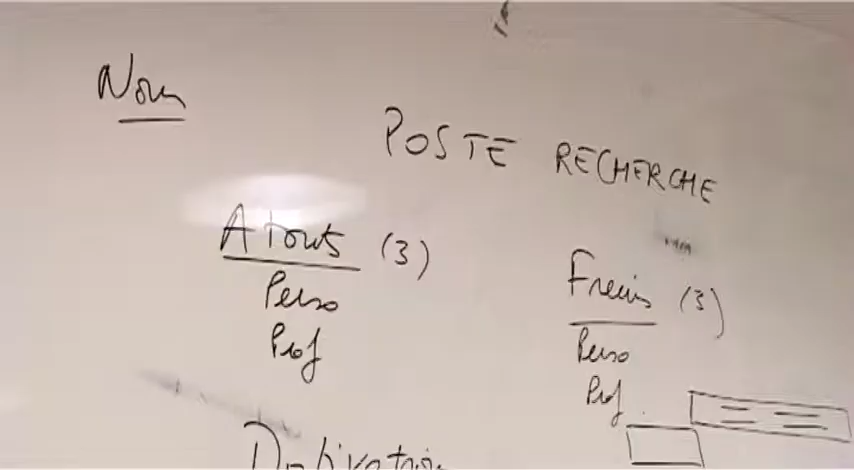 Nom
POSTE RECHERCHE
Atouts (3)
Perso
Prof
Freins (3)
Perso
Prof